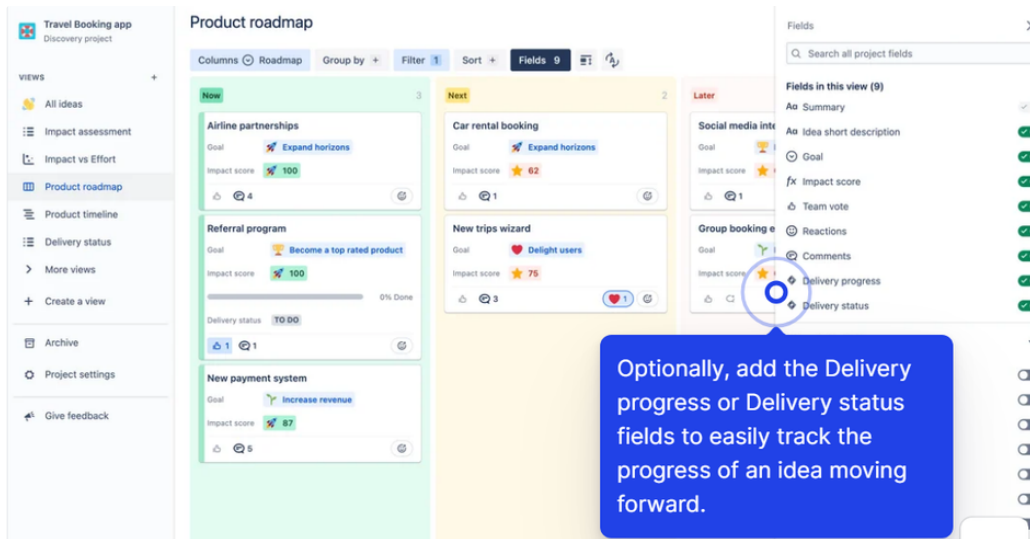 Travel Booking app
Discovery project
VIEWS
All ideas
Impact assessment
Impact vs Effort
Product roadmap
Product timeline
Delivery status
More views
Create a view
Archive
Project settings
Give feedback
Product roadmap
Columns Roadmap Group by + Filter 1 Sort + Fields 9
Now 3
Airline partnerships
Goal Expand horizons
Impact score 100
4
Referral program
Goal Become a top rated product
Impact score 100
0% Done
Delivery status TO DO
1 1
New payment system
Goal Increase revenue
Impact score 87
5
Next 2
Car rental booking
Goal Expand horizons
Impact score 62
1
New trips wizard
Goal Delight users
Impact score 75
3 1
Later
Social media inte
Goal
Impact score
1
Group booking e
Goal
Impact score
Fields
Search all project fields
Fields in this view (9)
Aa Summary
Aa Idea short description
Goal
fx Impact score
Team vote
Reactions
Comments
Delivery progress
Delivery status
Optionally, add the Delivery
progress or Delivery status
fields to easily track the
progress of an idea moving
forward.